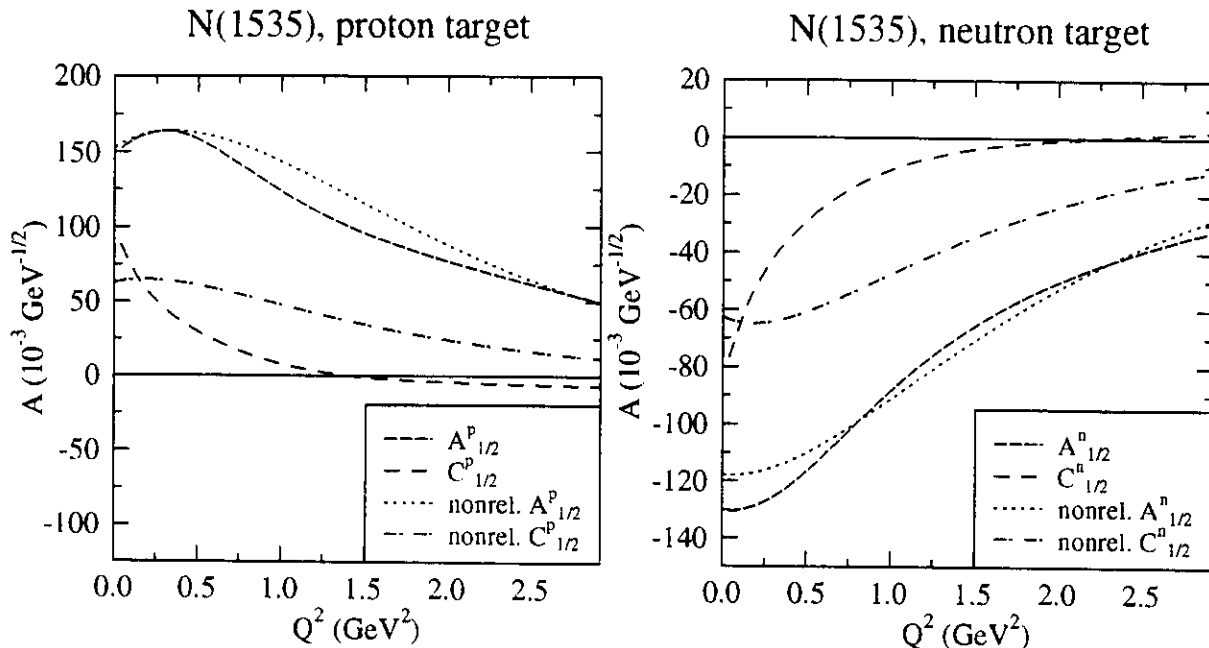 N(1535), proton target
200
150
100
50
0
-50
-100
A (10^-3 GeV^-1/2)
0.0 0.5 1.0 1.5 2.0 2.5
Q^2 (GeV^2)
A^p_1/2
C^p_1/2
nonrel. A^p_1/2
nonrel. C^p_1/2
N(1535), neutron target
20
0
-20
-40
-60
-80
-100
-120
-140
A (10^-3 GeV^-1/2)
0.0 0.5 1.0 1.5 2.0 2.5
Q^2 (GeV^2)
A^n_1/2
C^n_1/2
nonrel. A^n_1/2
nonrel. C^n_1/2